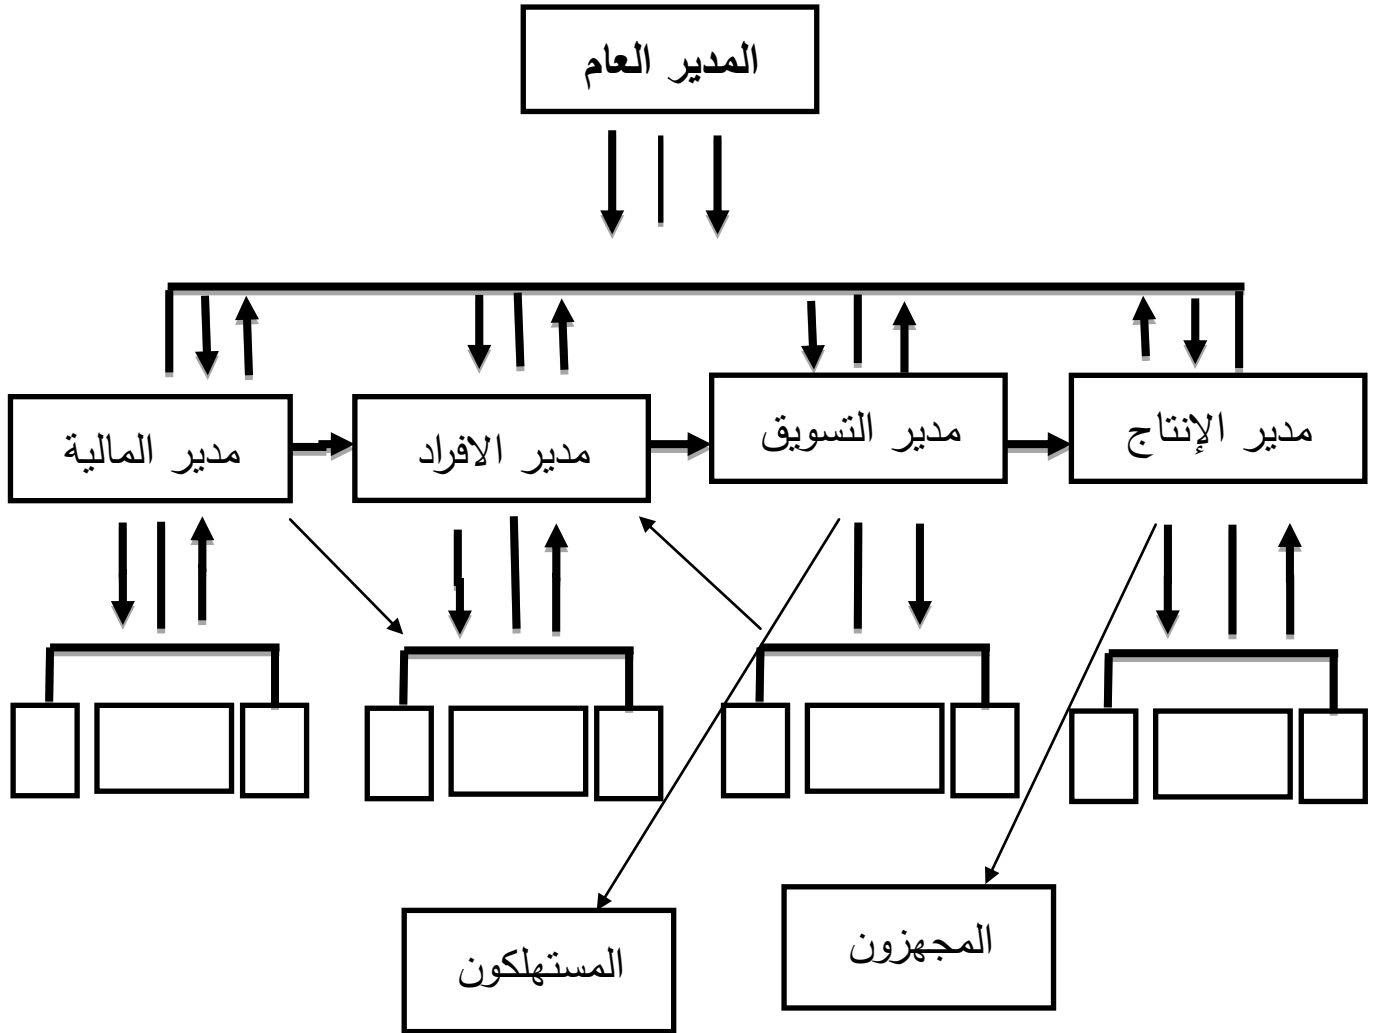 المدير العام
مدير الإنتاج
مدير التسويق
مدير الافراد
مدير المالية
المجهزون
المستهلكون